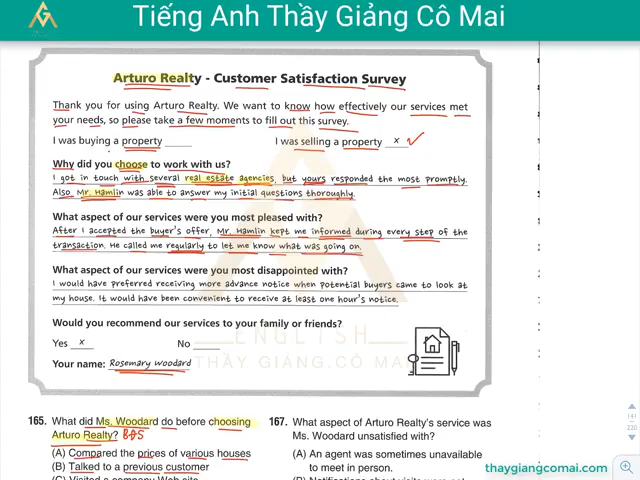 Tiếng Anh Thầy Giảng Cô Mai
Arturo Realty - Customer Satisfaction Survey
Thank you for using Arturo Realty. We want to know how effectively our services met
your needs, so please take a few moments to fill out this survey.
I was buying a property I was selling a property x
Why did you choose to work with us?
I got in touch with several real estate agencies, but yours responded the most promptly.
Also, Mr. Hamlin was able to answer my initial questions thoroughly.
What aspect of our services were you most pleased with?
After I accepted the buyer's offer, Mr. Hamlin kept me informed during every step of the
transaction. He called me regularly to let me know what was going on.
What aspect of our services were you most disappointed with?
I would have preferred receiving more advance notice when potential buyers came to look at
my house. It would have been convenient to receive at least one hour's notice.
Would you recommend our services to your family or friends?
Yes x No
Your name: Rosemary Woodard
ENGLISH
THẦY GIẢNG.CÔ MAI
165. What did Ms. Woodard do before choosing
Arturo Realty?
(A) Compared the prices of various houses
(B) Talked to a previous customer
(C) Visited a company Web site
167. What aspect of Arturo Realty's service was
Ms. Woodard unsatisfied with?
(A) An agent was sometimes unavailable
to meet in person.
(B) Notifications about visits were not
thaygiangcomai.com
141
220